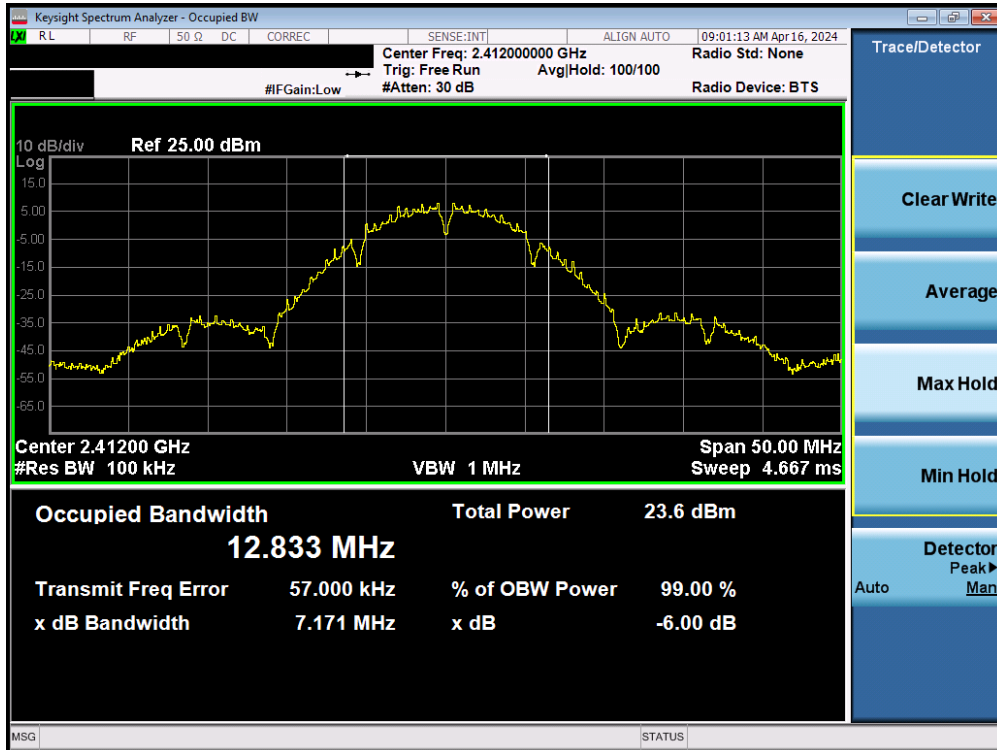 Keysight Spectrum Analyzer - Occupied BW
LXI RL RF 50 Ω DC CORREC SENSE:INT ALIGN AUTO 09:01:13 AM Apr 16, 2024
Center Freq: 2.412000000 GHz Radio Std: None
Trig: Free Run Avg|Hold: 100/100
#IFGain:Low #Atten: 30 dB Radio Device: BTS
Trace/Detector
10 dB/div Ref 25.00 dBm
Log
15.0
5.00
-5.00
-15.0
-25.0
-35.0
-45.0
-55.0
-65.0
Center 2.41200 GHz Span 50.00 MHz
#Res BW 100 kHz VBW 1 MHz Sweep 4.667 ms
Occupied Bandwidth Total Power 23.6 dBm
12.833 MHz
Transmit Freq Error 57.000 kHz % of OBW Power 99.00 %
x dB Bandwidth 7.171 MHz x dB -6.00 dB
Clear Write
Average
Max Hold
Min Hold
Detector
Peak▶
Auto Man
MSG STATUS